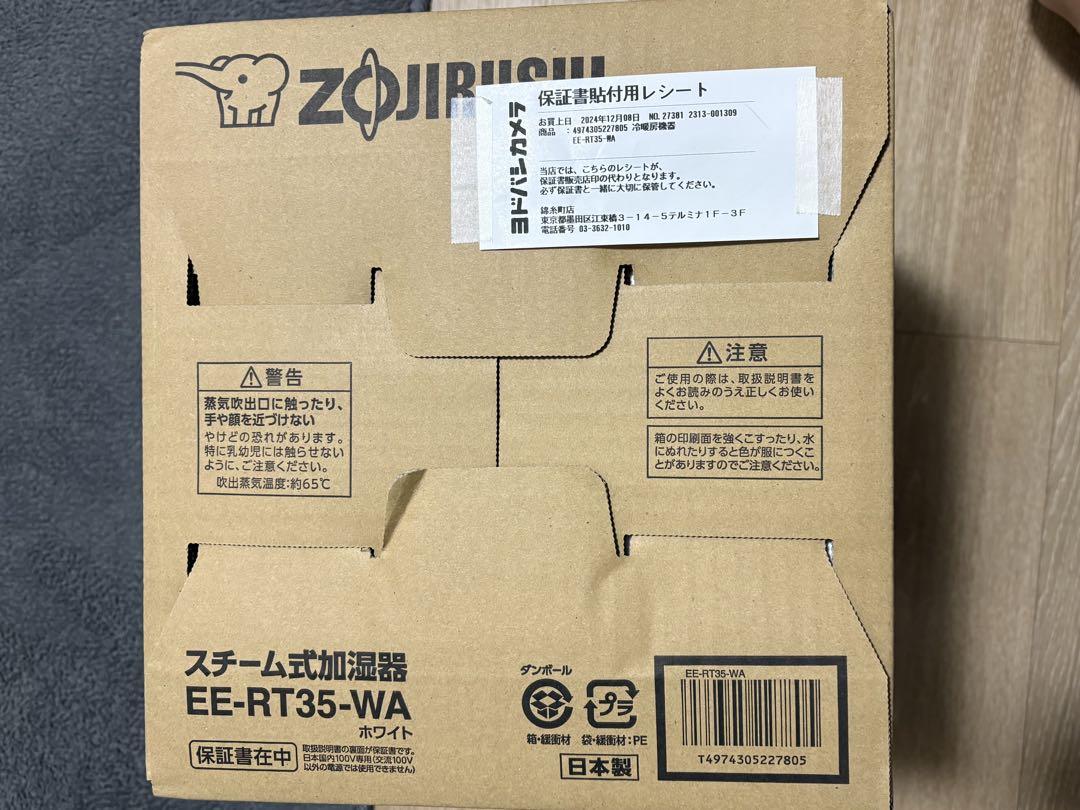 ZOJIRUSHI
ヨドバシカメラ
保証書貼付用レシート
お買上日 2024年12月08日 NO.27381 2313-001309
商品 :4974305227805 冷暖房機器
EE-RT35-WA
当店では、こちらのレシートが、
保証書販売店印の代わりとなります。
必ず保証書と一緒に大切に保管してください。
錦糸町店
東京都墨田区江東橋3-14-5テルミナ1F-3F
電話番号 03-3632-1010
警告
蒸気吹出口に触ったり、
手や顔を近づけない
やけどの恐れがあります。
特に乳幼児には触らせない
ように、ご注意ください。
吹出蒸気温度:約65℃
注意
ご使用の際は、取扱説明書を
よくお読みのうえ正しくお使い
ください。
箱の印刷面を強くこすったり、水
にぬれたりすると色が服につくこ
とがありますのでご注意ください。
スチーム式加湿器
EE-RT35-WA
ホワイト
保証書在中
取扱説明書の裏面が保証書です。
日本国内100V専用(交流100V
以外の電源では使用できません)
ダンボール
箱・緩衝材
プラ
袋・緩衝材:PE
日本製
EE-RT35-WA
T4974305227805